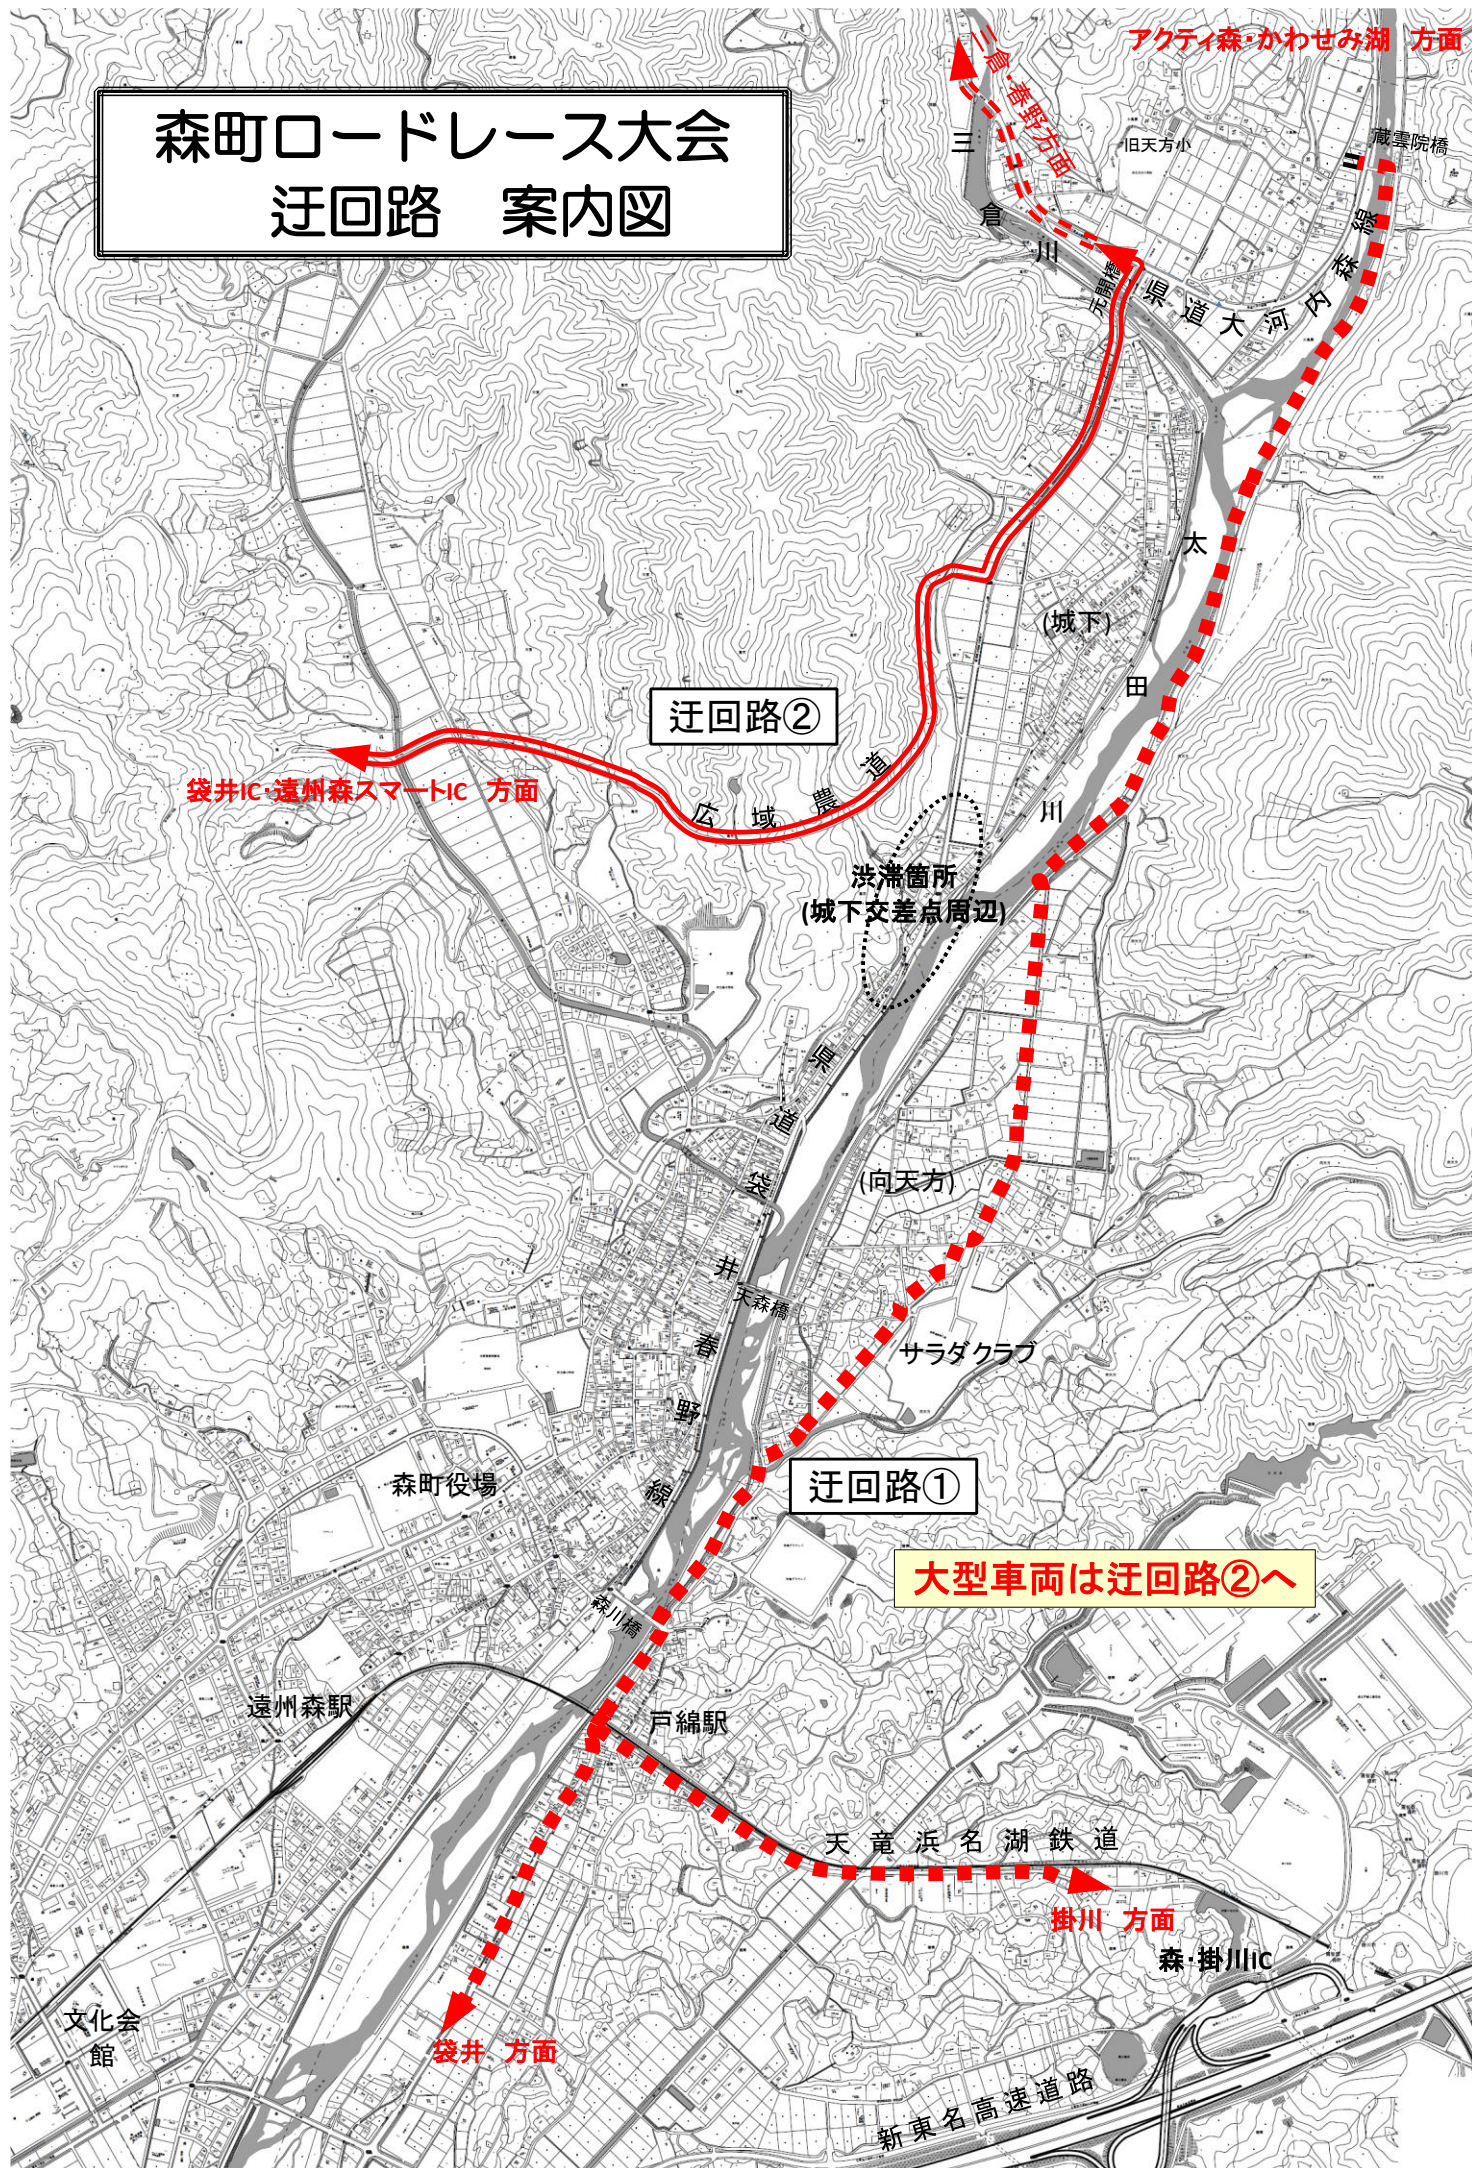 森町ロードレース大会
迂回路　案内図
アクティ森・かわせみ湖　方面
三倉・春野方面
旧天方小
蔵雲院橋
三倉川
元開橋
県道大河内森線
太田川
(城下)
迂回路②
袋井IC・遠州森スマートIC　方面
広域農道
渋滞箇所
(城下交差点周辺)
県道袋井春野線
(向天方)
天森橋
サラダクラブ
森町役場
迂回路①
大型車両は迂回路②へ
森川橋
遠州森駅
戸綿駅
天竜浜名湖鉄道
掛川　方面
森・掛川IC
文化会
館
袋井　方面
新東名高速道路